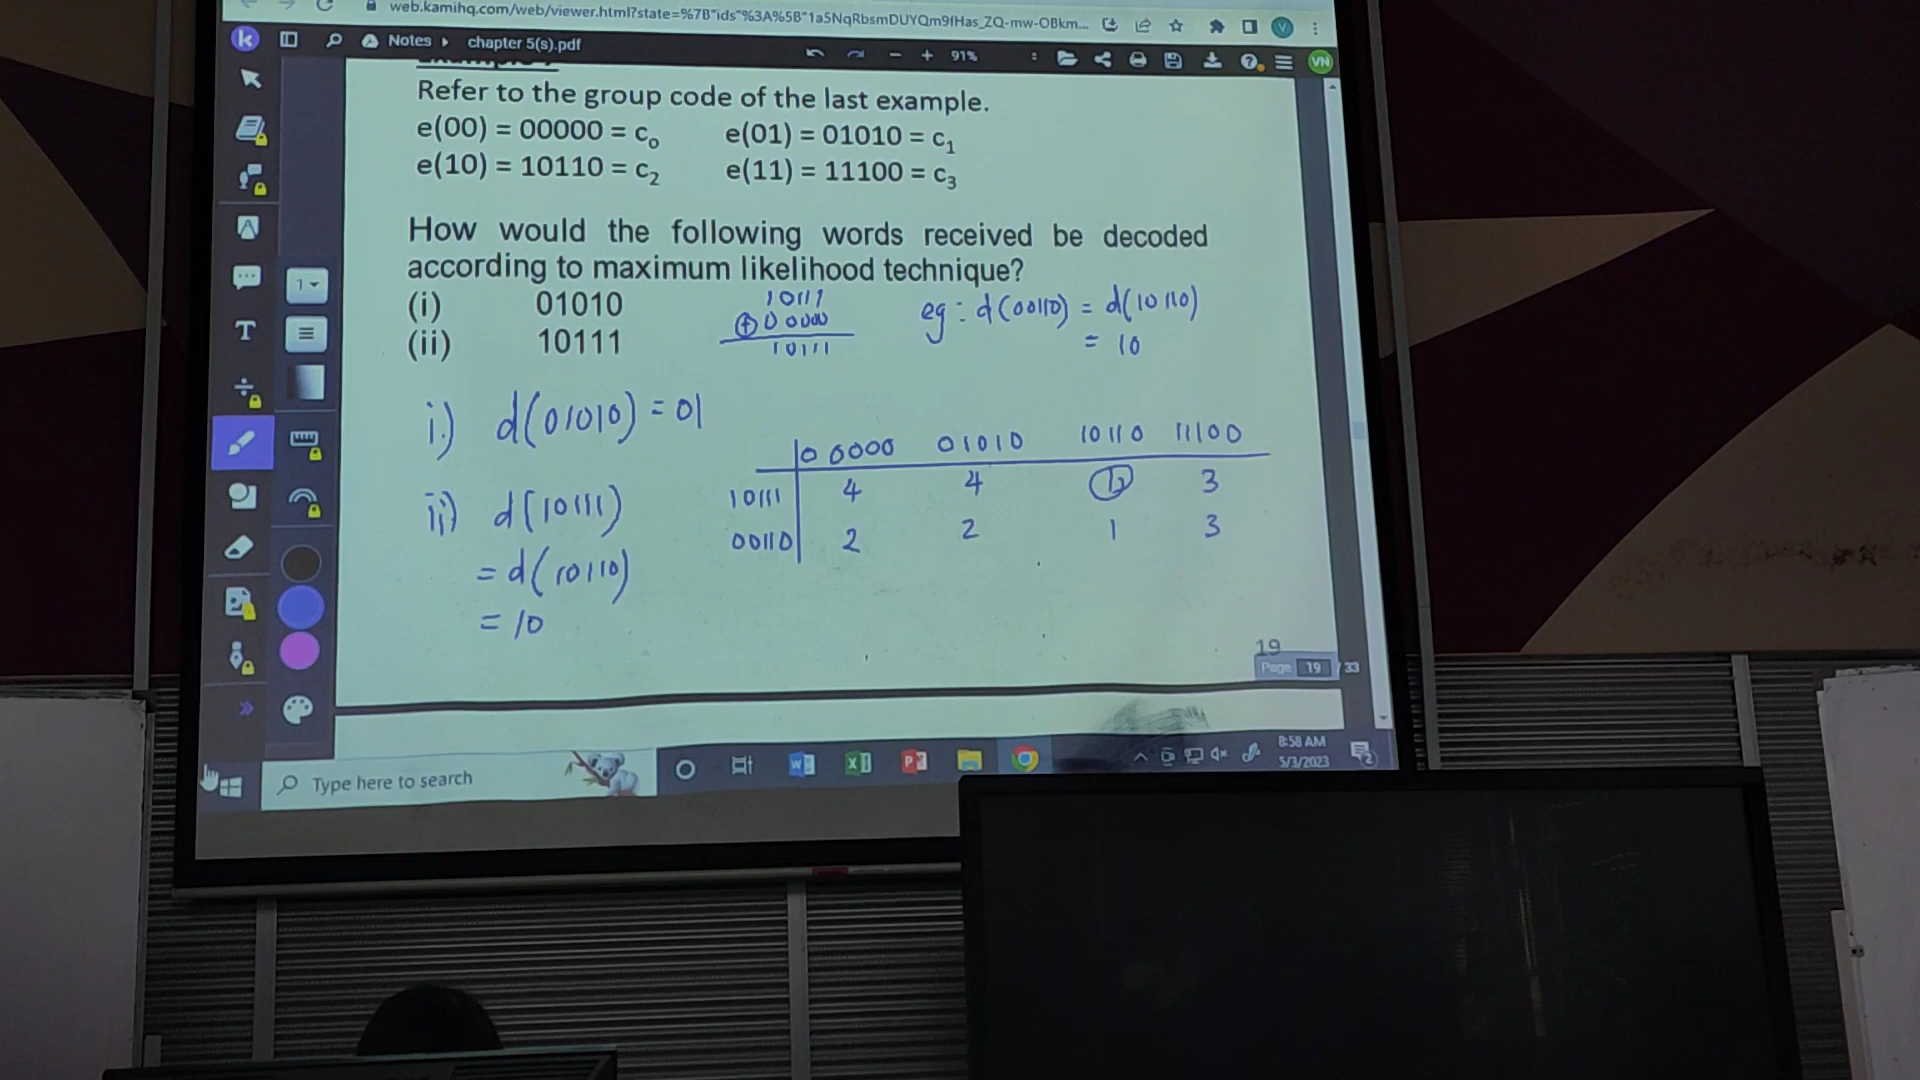 web.kamihq.com/web/viewer.html?state=%7B"ids"%3A%5B"1a5NqRbsmDUYQm9fHas_ZQ-mw-OBkm...
Notes ▸ chapter 5(s).pdf
91%
VN
Refer to the group code of the last example.
e(00) = 00000 = c₀ e(01) = 01010 = c₁
e(10) = 10110 = c₂ e(11) = 11100 = c₃
How would the following words received be decoded
according to maximum likelihood technique?
(i) 01010
(ii) 10111
10111
⊕ 00000
10111
eg: d(00110) = d(10110)
= 10
i) d(01010) = 01
ii) d(10111)
= d(10110)
= 10
00000 01010 10110 11100
10111 4 4 1 3
00110 2 2 1 3
19
Page 19 / 33
Type here to search
8:58 AM
5/3/2023